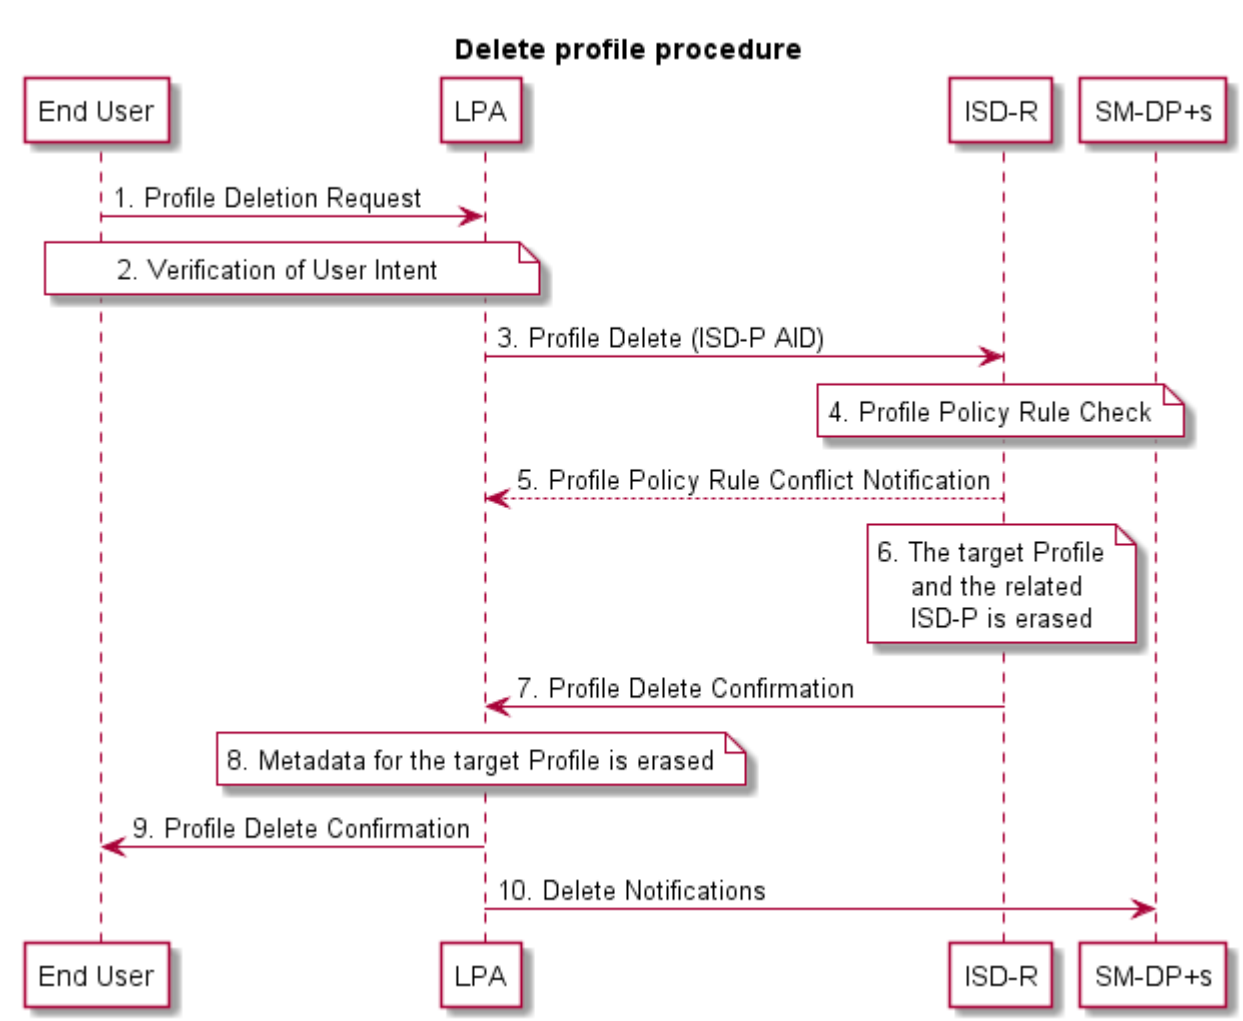 Delete profile procedure
End User
LPA
ISD-R
SM-DP+s
1. Profile Deletion Request
2. Verification of User Intent
3. Profile Delete (ISD-P AID)
4. Profile Policy Rule Check
5. Profile Policy Rule Conflict Notification
6. The target Profile
and the related
ISD-P is erased
7. Profile Delete Confirmation
8. Metadata for the target Profile is erased
9. Profile Delete Confirmation
10. Delete Notifications
End User
LPA
ISD-R
SM-DP+s